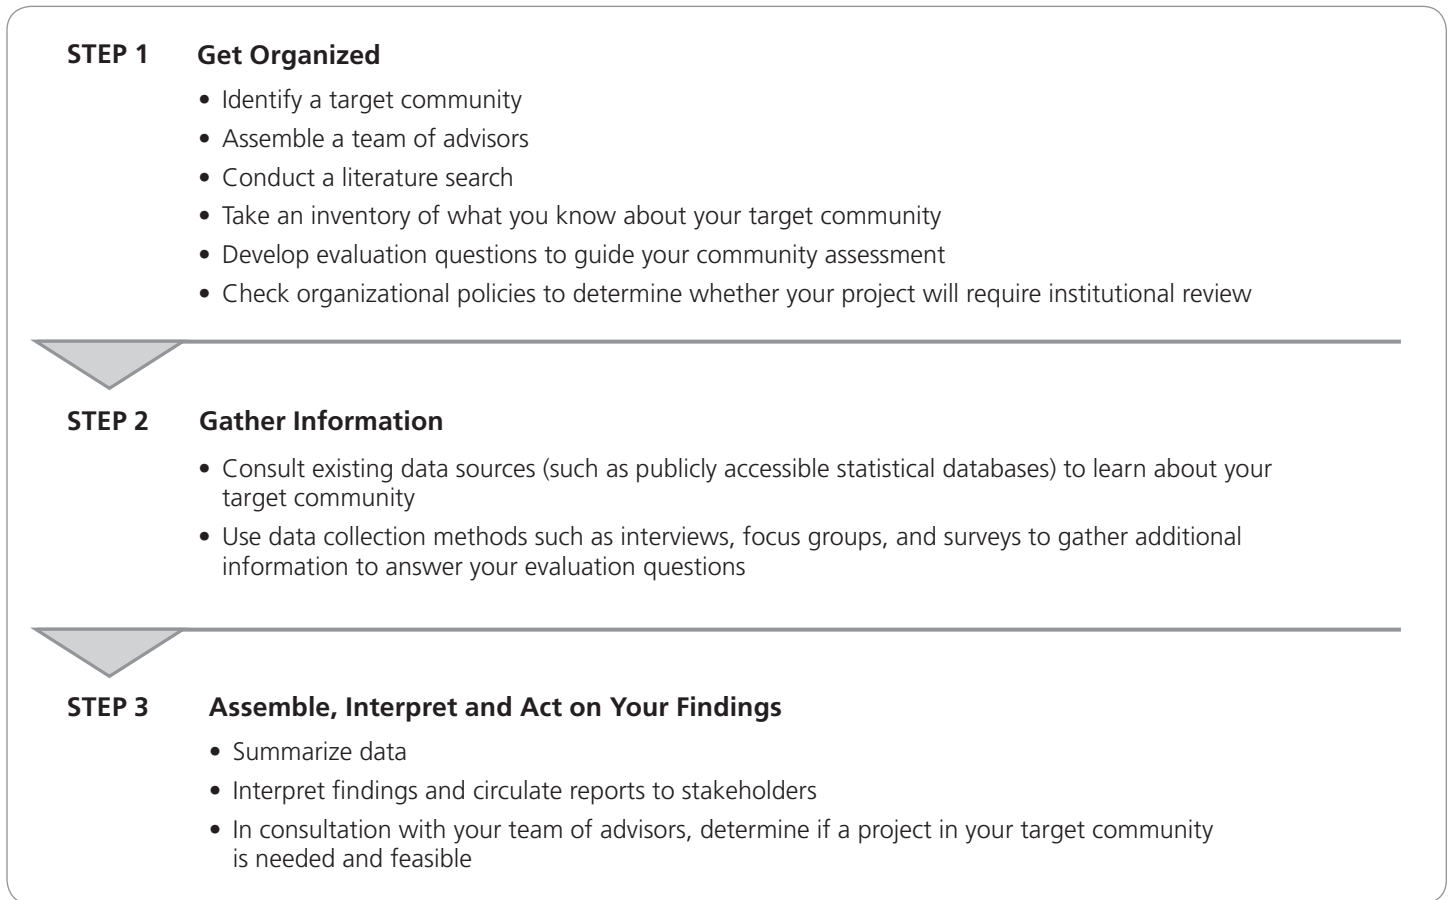 STEP 1 Get Organized
• Identify a target community
• Assemble a team of advisors
• Conduct a literature search
• Take an inventory of what you know about your target community
• Develop evaluation questions to guide your community assessment
• Check organizational policies to determine whether your project will require institutional review
STEP 2 Gather Information
• Consult existing data sources (such as publicly accessible statistical databases) to learn about your
target community
• Use data collection methods such as interviews, focus groups, and surveys to gather additional
information to answer your evaluation questions
STEP 3 Assemble, Interpret and Act on Your Findings
• Summarize data
• Interpret findings and circulate reports to stakeholders
• In consultation with your team of advisors, determine if a project in your target community
is needed and feasible